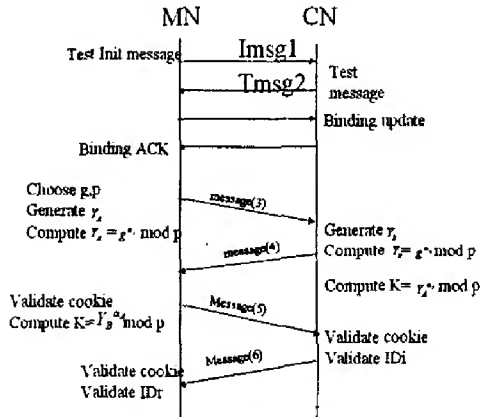 MN CN
Test Init message Imsg1
Tmsg2 Test
message
Binding update
Binding ACK
Choose g,p
Generate
Compute = g mod p
message(3)
Generate
Compute = g mod p
message(4)
Compute K= mod p
Validate cookie
Compute K= mod p
Message(5)
Validate cookie
Validate IDi
Message(6)
Validate cookie
Validate IDr